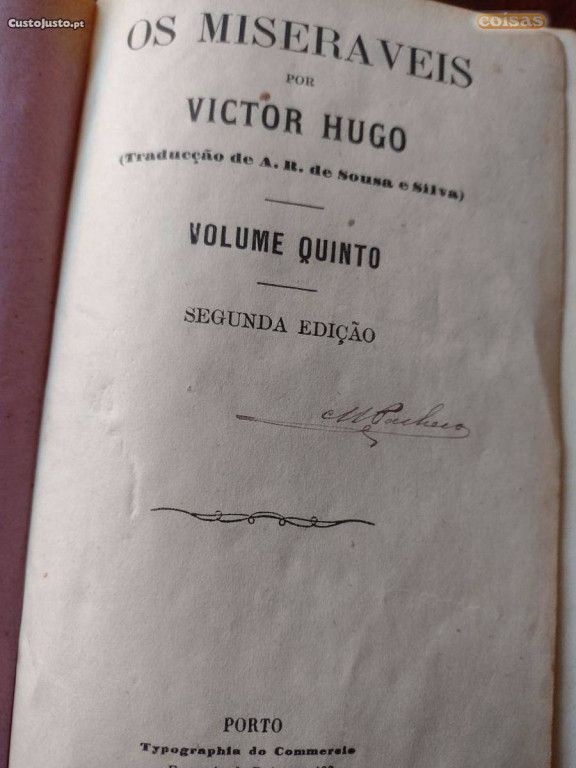 CustoJusto.pt
coisas
OS MISERAVEIS
POR
VICTOR HUGO
(Traducção de A. R. de Sousa e Silva)
VOLUME QUINTO
SEGUNDA EDIÇÃO
M Pacheco
PORTO
Typographia do Commercio